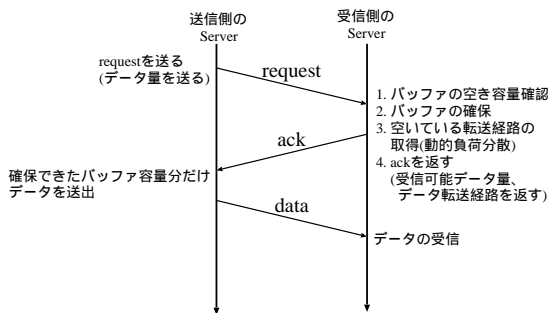 送信側の
Server
受信側の
Server
requestを送る
(データ量を送る)
request
1. バッファの空き容量確認
2. バッファの確保
3. 空いている転送経路の
取得(動的負荷分散)
4. ackを返す
(受信可能データ量、
データ転送経路を返す)
ack
確保できたバッファ容量分だけ
データを送出
data
データの受信